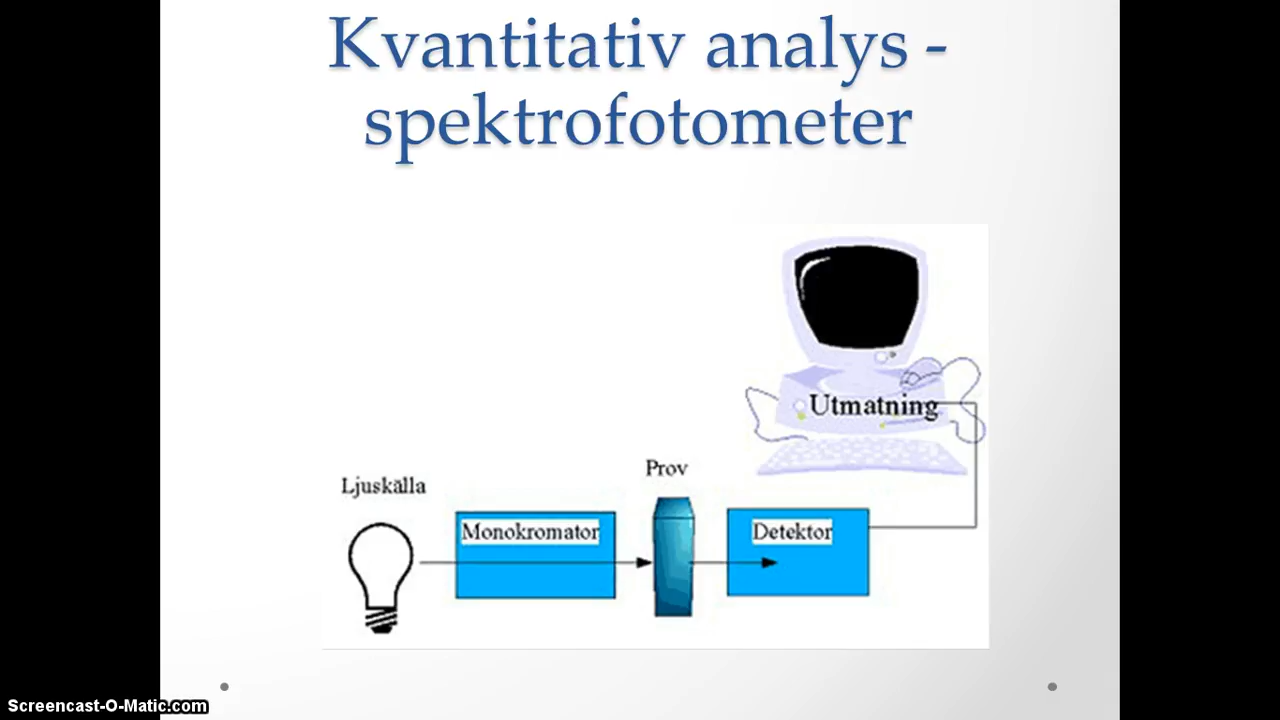 Kvantitativ analys -
spektrofotometer
Utmatning
Prov
Ljuskälla
Monokromator
Detektor
Screencast-O-Matic.com